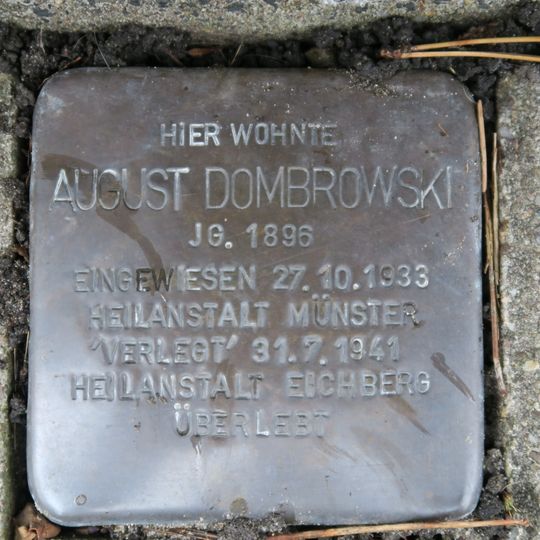 HIER WOHNTE
AUGUST DOMBROWSKI
JG. 1896
EINGEWIESEN 27.10.1933
HEILANSTALT MÜNSTER
'VERLEGT' 31.7.1941
HEILANSTALT EICHBERG
ÜBERLEBT